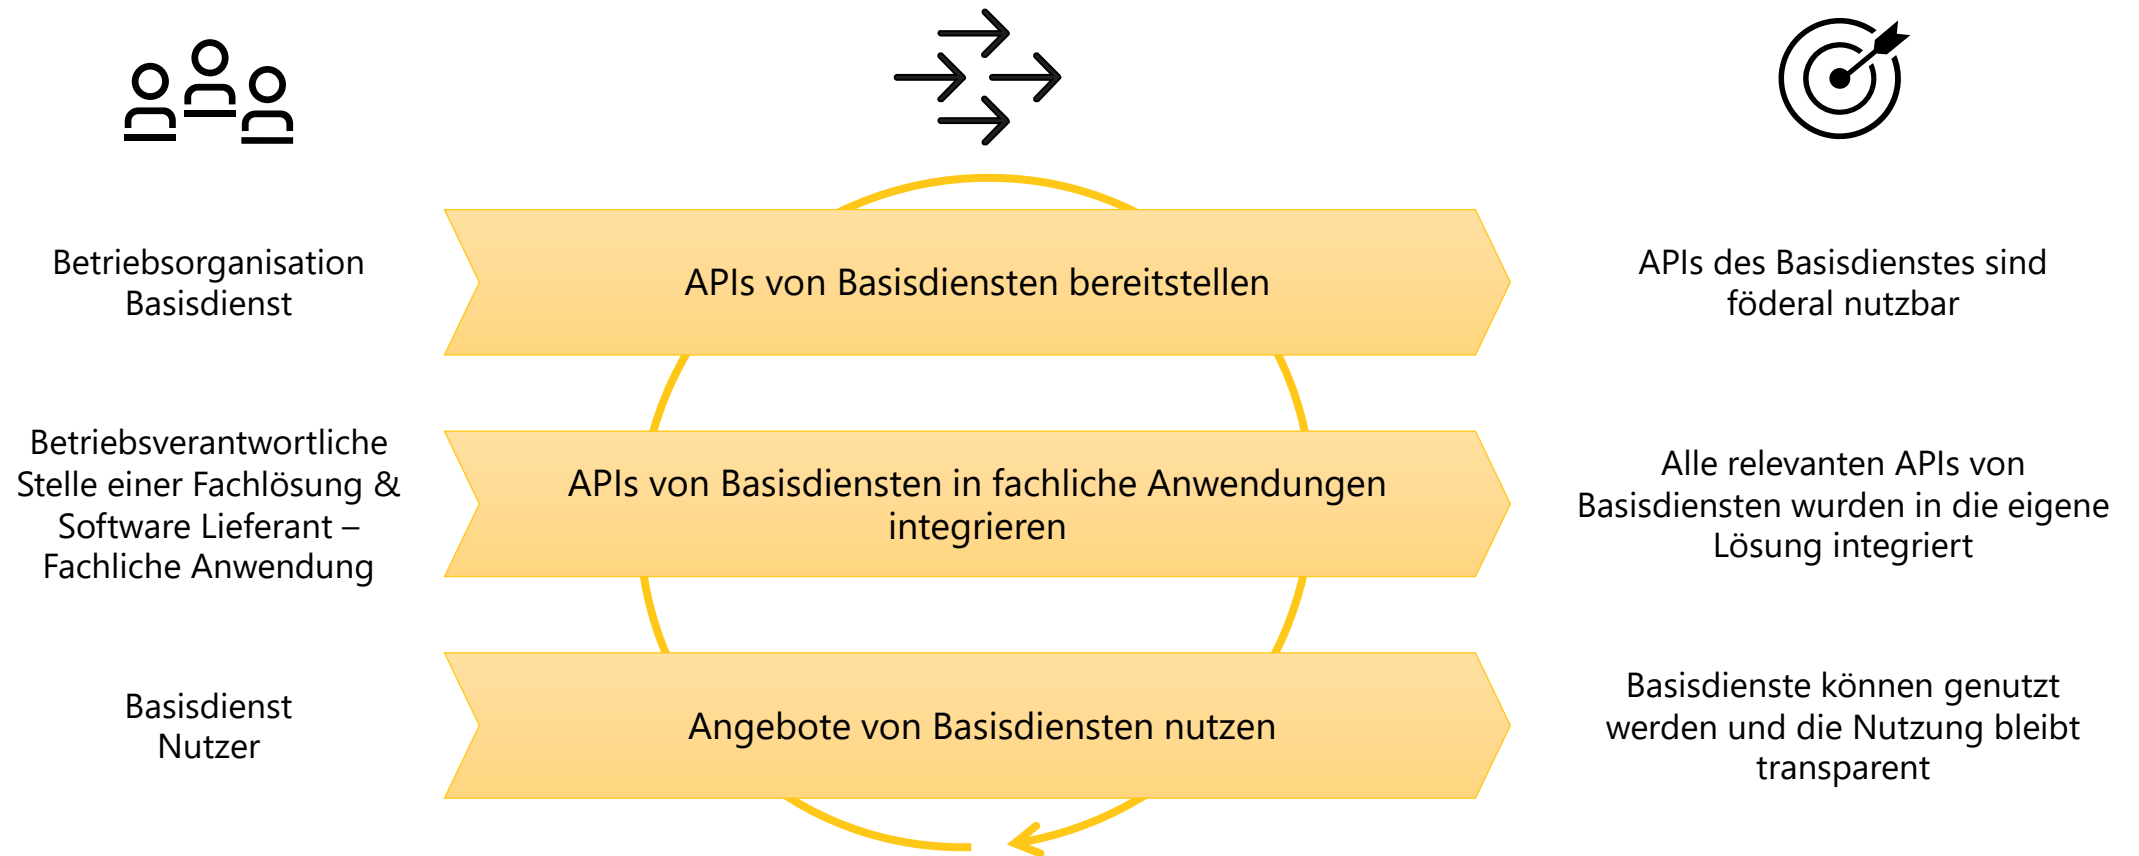 Betriebsorganisation
Basisdienst
APIs von Basisdiensten bereitstellen
APIs des Basisdienstes sind
föderal nutzbar
Betriebsverantwortliche
Stelle einer Fachlösung &
Software Lieferant –
Fachliche Anwendung
APIs von Basisdiensten in fachliche Anwendungen
integrieren
Alle relevanten APIs von
Basisdiensten wurden in die eigene
Lösung integriert
Basisdienst
Nutzer
Angebote von Basisdiensten nutzen
Basisdienste können genutzt
werden und die Nutzung bleibt
transparent